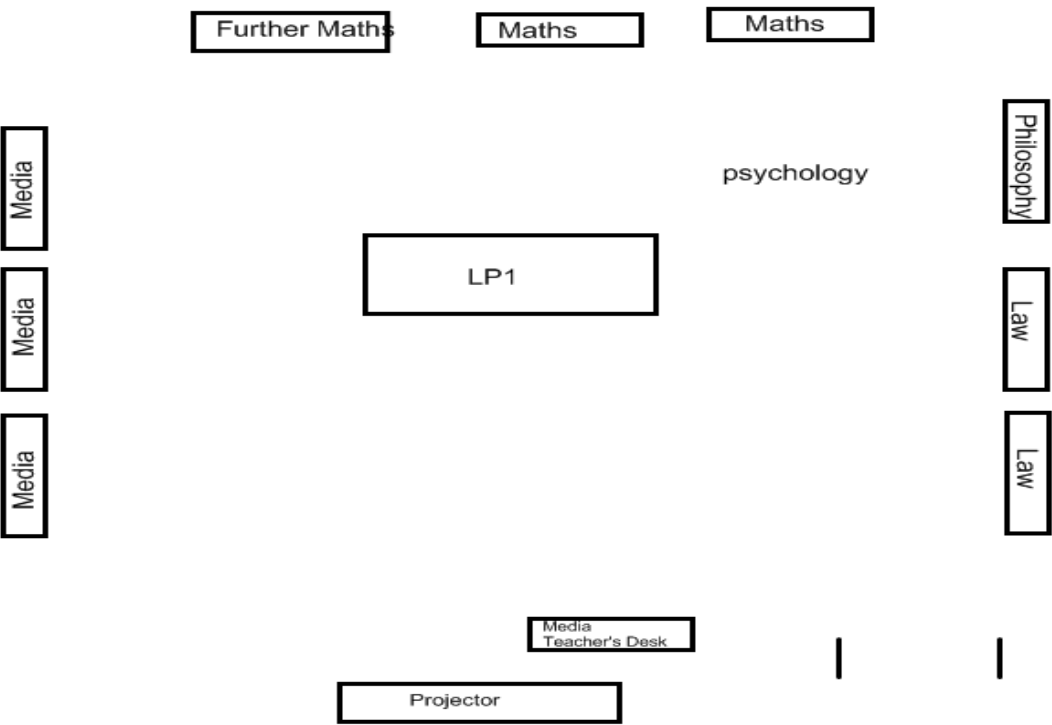 Further Maths
Maths
Maths
Media
psychology
Philosophy
LP1
Media
Law
Media
Law
Media
Teacher's Desk
Projector